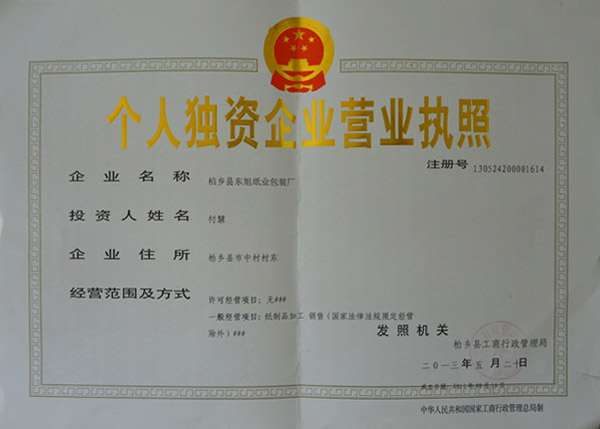 个人独资企业营业执照
注册号 130524200001614
企业名称 柏乡县东旭纸业包装厂
投资人姓名 付慧
企业住所 柏乡县市中村村东
经营范围及方式 许可经营项目：无###
一般经营项目：纸制品加工 销售（国家法律法规限定经营
除外）###
发照机关
柏乡县工商行政管理局
二〇一三年五月二十日
中华人民共和国国家工商行政管理总局制